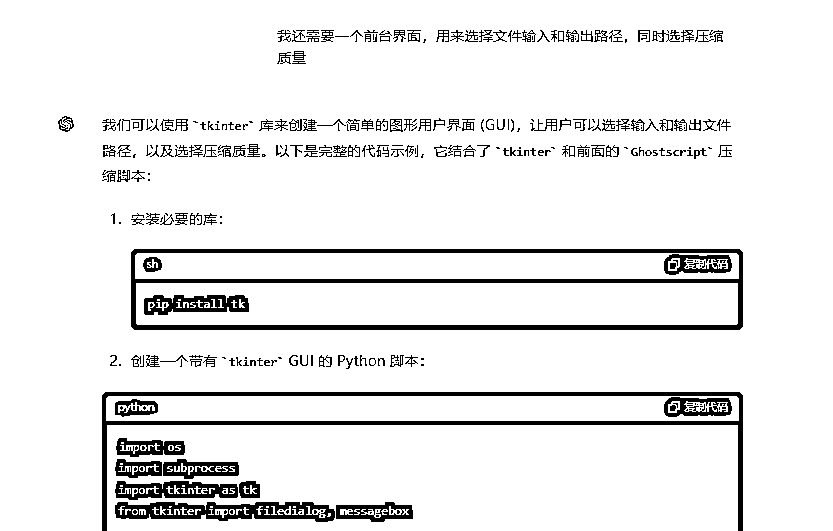 我还需要一个前台界面，用来选择文件输入和输出路径，同时选择压缩
质量
我们可以使用 `tkinter` 库来创建一个简单的图形用户界面 (GUI)，让用户可以选择输入和输出文件
路径，以及选择压缩质量。以下是完整的代码示例，它结合了 `tkinter` 和前面的 `Ghostscript` 压
缩脚本：
1. 安装必要的库：
sh 复制代码
pip install tk
2. 创建一个带有 `tkinter` GUI 的 Python 脚本：
python 复制代码
import os
import subprocess
import tkinter as tk
from tkinter import filedialog, messagebox